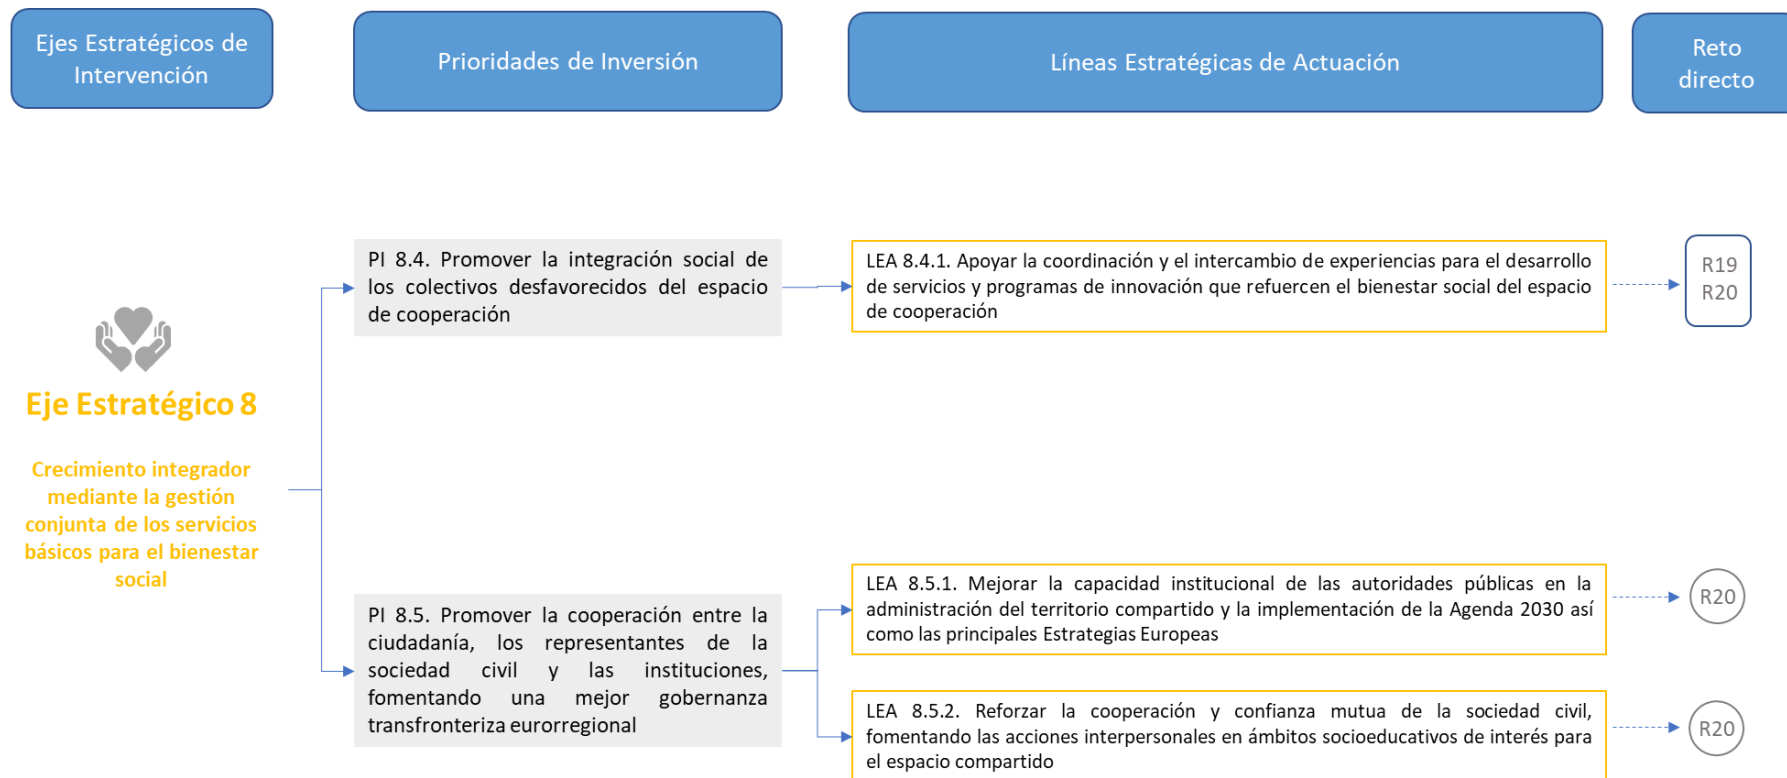 Ejes Estratégicos de
Intervención
Prioridades de Inversión
Líneas Estratégicas de Actuación
Reto
directo
Eje Estratégico 8
Crecimiento integrador
mediante la gestión
conjunta de los servicios
básicos para el bienestar
social
PI 8.4. Promover la integración social de
los colectivos desfavorecidos del espacio
de cooperación
LEA 8.4.1. Apoyar la coordinación y el intercambio de experiencias para el desarrollo
de servicios y programas de innovación que refuercen el bienestar social del espacio
de cooperación
R19
R20
PI 8.5. Promover la cooperación entre la
ciudadanía, los representantes de la
sociedad civil y las instituciones,
fomentando una mejor gobernanza
transfronteriza eurorregional
LEA 8.5.1. Mejorar la capacidad institucional de las autoridades públicas en la
administración del territorio compartido y la implementación de la Agenda 2030 así
como las principales Estrategias Europeas
R20
LEA 8.5.2. Reforzar la cooperación y confianza mutua de la sociedad civil,
fomentando las acciones interpersonales en ámbitos socioeducativos de interés para
el espacio compartido
R20